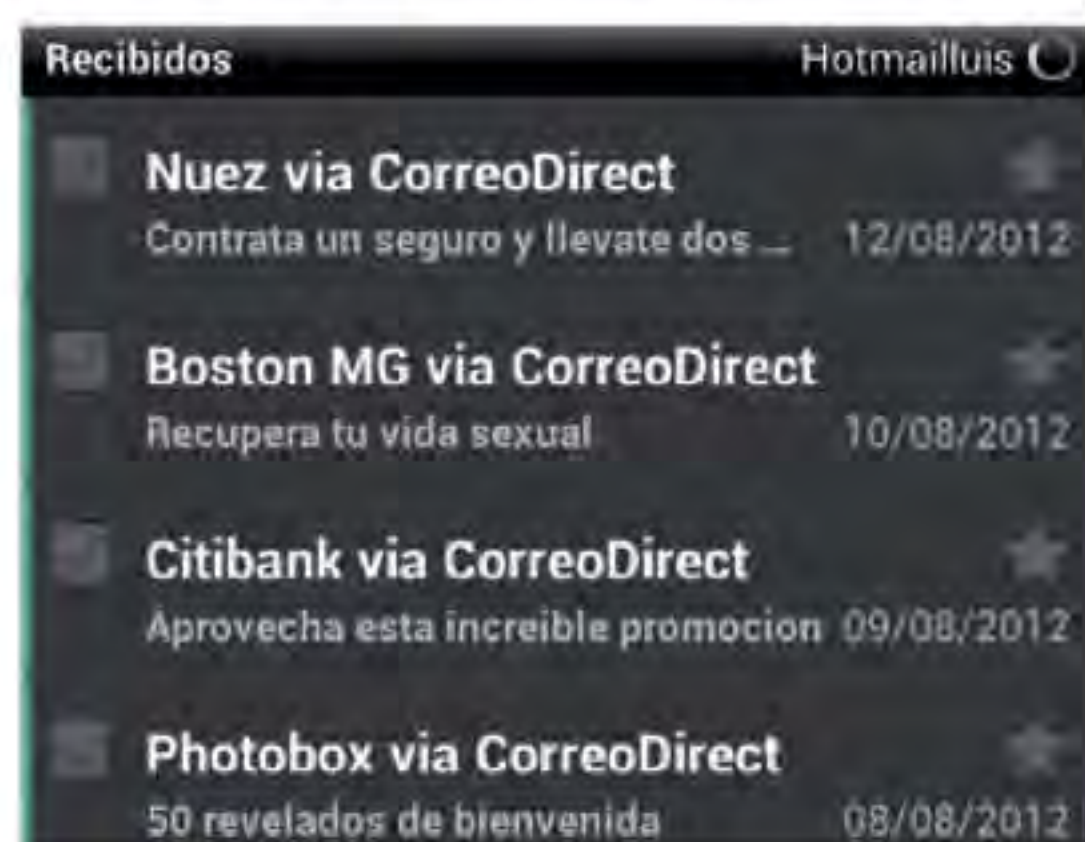 Recibidos Hotmailluis
Nuez via CorreoDirect
Contrata un seguro y llevate dos ... 12/08/2012
Boston MG via CorreoDirect
Recupera tu vida sexual 10/08/2012
Citibank via CorreoDirect
Aprovecha esta increible promocion 09/08/2012
Photobox via CorreoDirect
50 revelados de bienvenida 08/08/2012